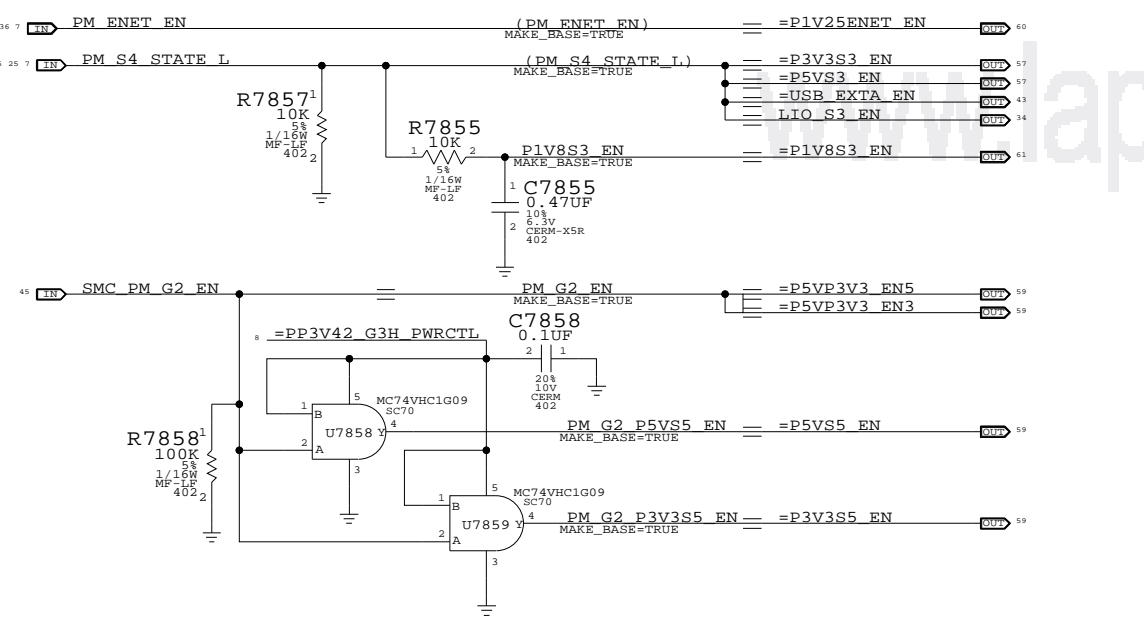 36 7 IN PM_ENET_EN (PM_ENET_EN) =P1V25ENET_EN OUT 60
MAKE_BASE=TRUE
25 7 IN PM_S4_STATE_L (PM_S4_STATE_L) =P3V3S3_EN OUT 57
MAKE_BASE=TRUE
=P5VS3_EN OUT 57
=USB_EXTA_EN OUT 43
LIO_S3_EN OUT 34
R7857 1
10K
5%
1/16W
MF-LF
402 2
R7855
10K
1 2
5%
1/16W
MF-LF
402
P1V8S3_EN =P1V8S3_EN OUT 61
MAKE_BASE=TRUE
1 C7855
0.47UF
10%
6.3V
2 CERM-X5R
402
45 IN SMC_PM_G2_EN PM_G2_EN =P5VP3V3_EN5 OUT 59
MAKE_BASE=TRUE
=P5VP3V3_EN3 OUT 59
8 =PP3V42_G3H_PWRCTL
C7858
0.1UF
2 1
20%
10V
CERM
402
R7858 1
100K
5%
1/16W
MF-LF
402 2
MC74VHC1G09
SC70
5
1 B
U7858 Y 4
2 A
3
PM_G2_P5VS5_EN =P5VS5_EN OUT 59
MAKE_BASE=TRUE
MC74VHC1G09
SC70
5
1 B
U7859 Y 4
2 A
3
PM_G2_P3V3S5_EN =P3V3S5_EN OUT 59
MAKE_BASE=TRUE
www.lap